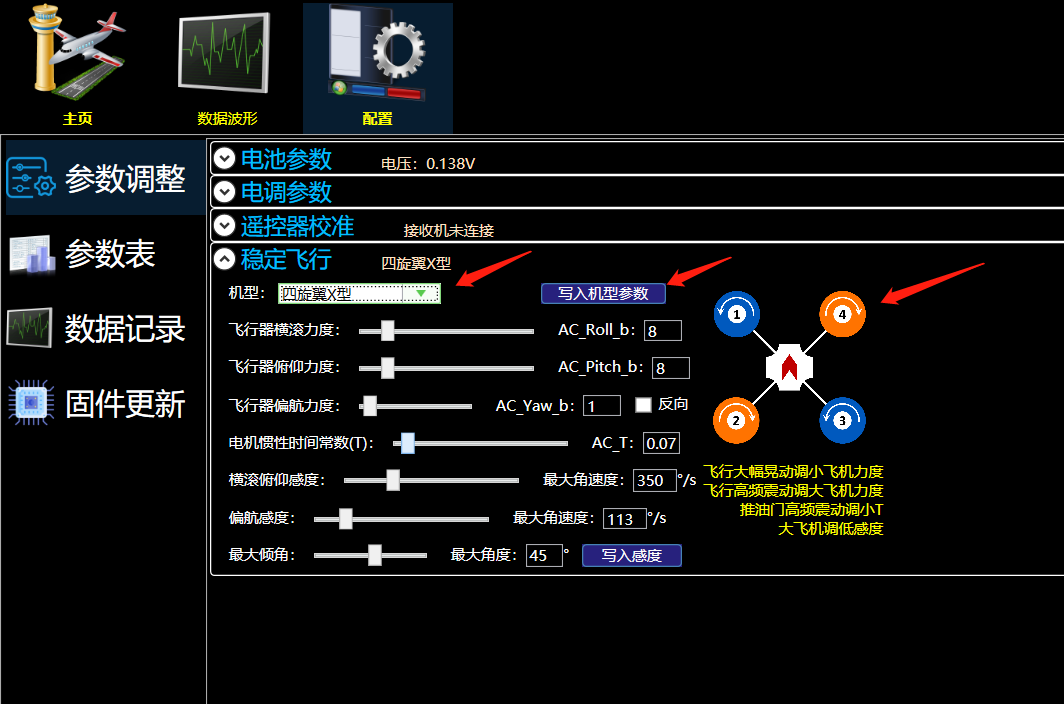 主页 数据波形 配置
参数调整
参数表
数据记录
固件更新
电池参数 电压：0.138V
电调参数
遥控器校准 接收机未连接
稳定飞行 四旋翼X型
机型： 四旋翼X型 写入机型参数
飞行器横滚力度： AC_Roll_b: 8
飞行器俯仰力度： AC_Pitch_b: 8
飞行器偏航力度： AC_Yaw_b: 1 反向
电机惯性时间常数(T)： AC_T: 0.07
横滚俯仰感度： 最大角速度： 350 °/s
偏航感度： 最大角速度： 113 °/s
最大倾角： 最大角度： 45 ° 写入感度
1 4
2 3
飞行大幅晃动调小飞机力度
飞行高频震动调大飞机力度
推油门高频震动调小T
大飞机调低感度